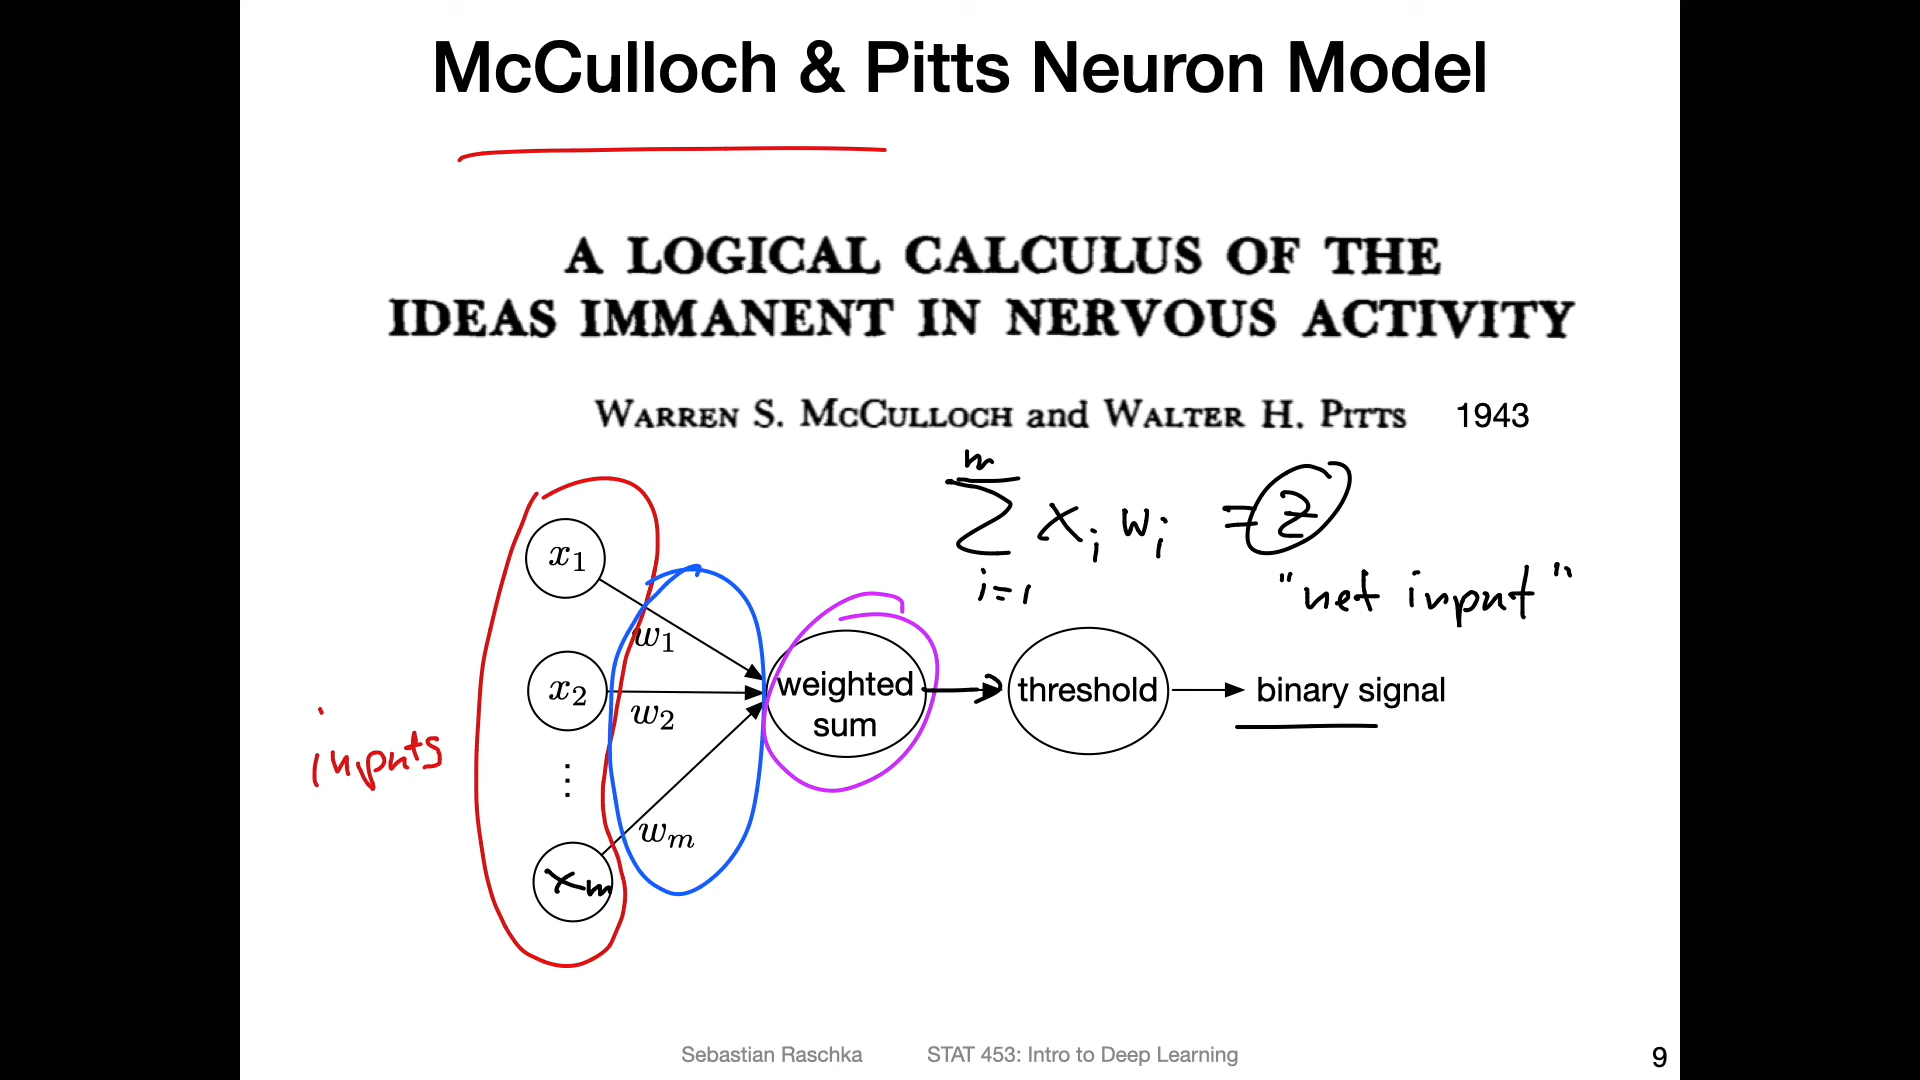 McCulloch & Pitts Neuron Model
A LOGICAL CALCULUS OF THE
IDEAS IMMANENT IN NERVOUS ACTIVITY
WARREN S. MCCULLOCH and WALTER H. PITTS 1943
m
∑ xᵢ wᵢ = z
i=1
"net input"
x₁
w₁
x₂
w₂
⋮
wₘ
xₘ
inputs
weighted
sum
threshold
binary signal
Sebastian Raschka STAT 453: Intro to Deep Learning 9